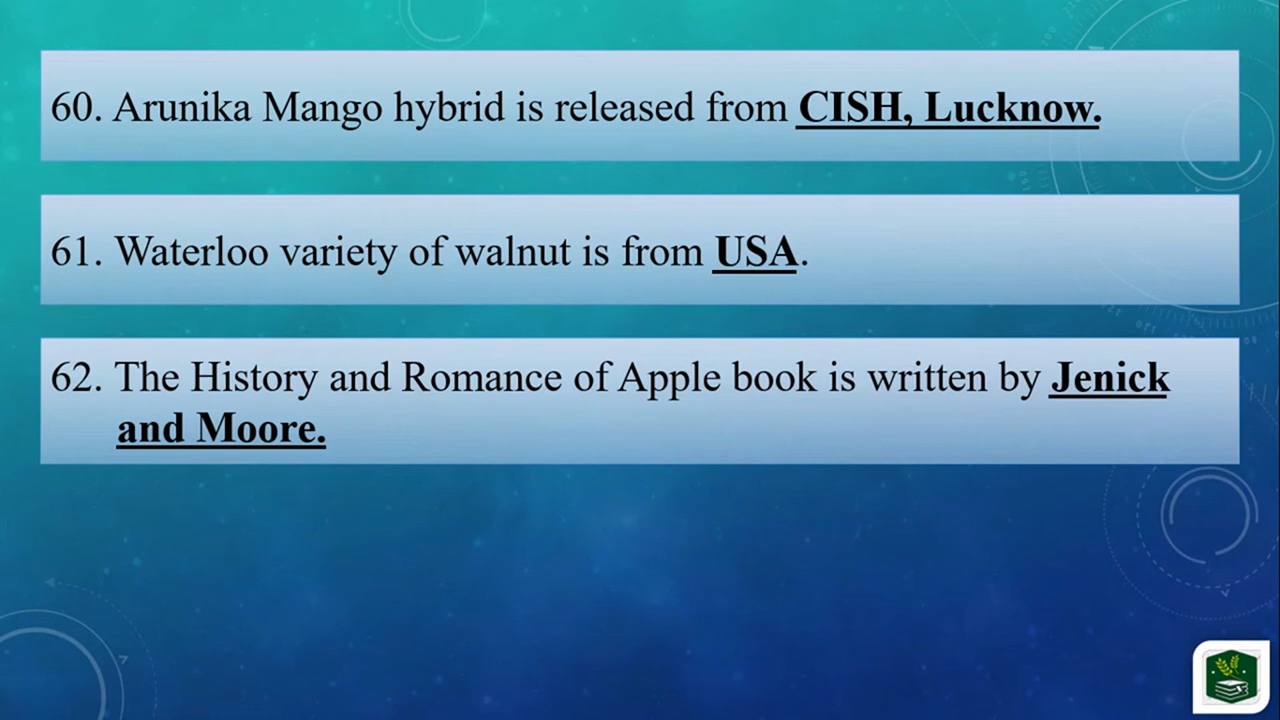 60. Arunika Mango hybrid is released from CISH, Lucknow.
61. Waterloo variety of walnut is from USA.
62. The History and Romance of Apple book is written by Jenick
and Moore.